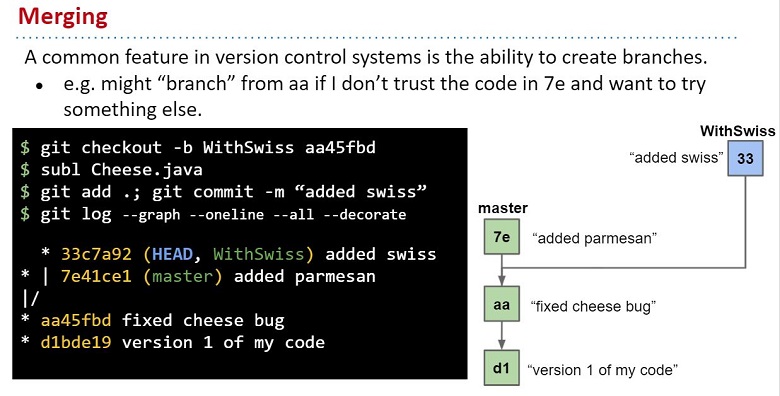 Merging
A common feature in version control systems is the ability to create branches.
• e.g. might “branch” from aa if I don’t trust the code in 7e and want to try
something else.
$ git checkout -b WithSwiss aa45fbd
$ subl Cheese.java
$ git add .; git commit -m “added swiss”
$ git log --graph --oneline --all --decorate
* 33c7a92 (HEAD, WithSwiss) added swiss
* | 7e41ce1 (master) added parmesan
|/
* aa45fbd fixed cheese bug
* d1bde19 version 1 of my code
WithSwiss
“added swiss” 33
master
7e “added parmesan”
aa “fixed cheese bug”
d1 “version 1 of my code”